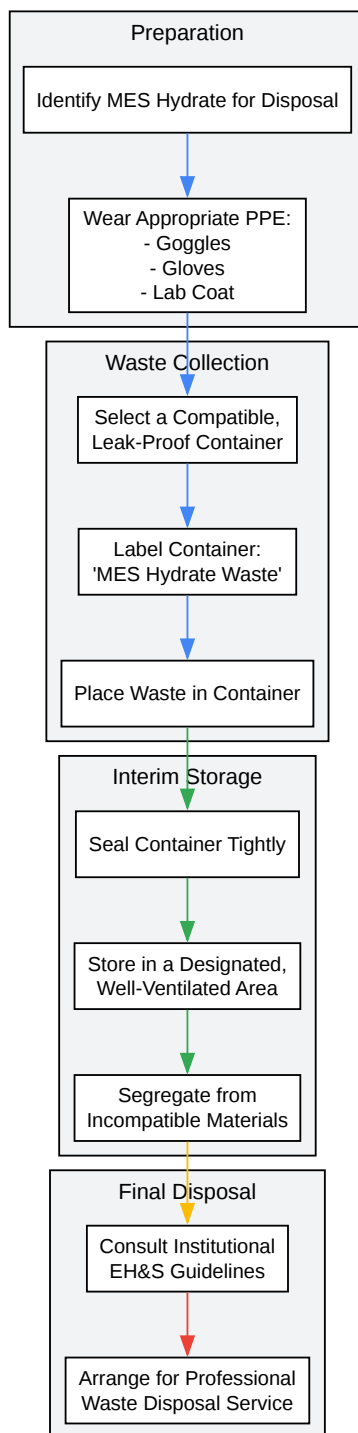 Preparation
Identify MES Hydrate for Disposal
Wear Appropriate PPE:
- Goggles
- Gloves
- Lab Coat
Waste Collection
Select a Compatible,
Leak-Proof Container
Label Container:
'MES Hydrate Waste'
Place Waste in Container
Interim Storage
Seal Container Tightly
Store in a Designated,
Well-Ventilated Area
Segregate from
Incompatible Materials
Final Disposal
Consult Institutional
EH&S Guidelines
Arrange for Professional
Waste Disposal Service